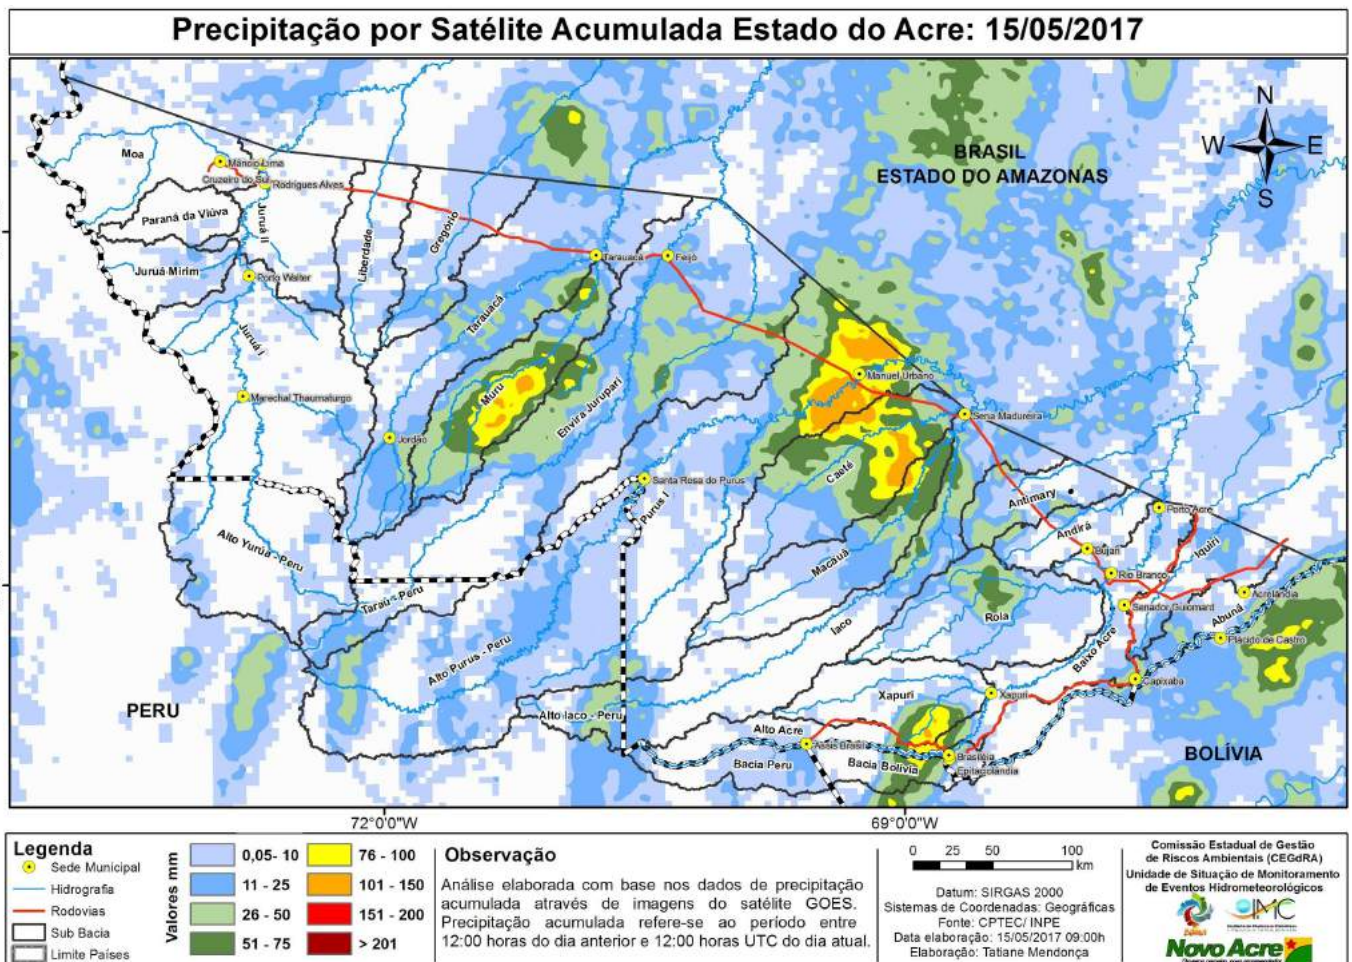 Precipitação por Satélite Acumulada Estado do Acre: 15/05/2017
N
W
E
S
BRASIL
ESTADO DO AMAZONAS
Moa
Mâncio Lima
Cruzeiro do Sul
Rodrigues Alves
Paraná da Viúva
Juruá II
Juruá Mirim
Porto Walter
Liberdade
Gregório
Tarauacá
Feijó
Tarauacá
Juruá I
Marechal Thaumaturgo
Muru
Envira Jurupari
Jordão
Manuel Urbano
Sena Madureira
Santa Rosa do Purus
Purus I
Caeté
Antimary
Porto Acre
Andirá
Bujari
Iquiri
Rio Branco
Acrelândia
Senador Guiomard
Abunã
Plácido de Castro
Alto Yurúa - Peru
Taraú - Peru
Macauã
Iaco
Rola
Baixo Acre
Alto Purus - Peru
Capixaba
Xapuri
Xapuri
PERU
Alto Iaco - Peru
Alto Acre
Assis Brasil
Bacia Peru
Bacia Bolívia
Brasiléia
Epitaciolândia
BOLÍVIA
72°0'0"W
69°0'0"W
Legenda
Sede Municipal
Hidrografia
Rodovias
Sub Bacia
Limite Países
Valores mm
0,05- 10
11 - 25
26 - 50
51 - 75
76 - 100
101 - 150
151 - 200
> 201
Observação
Análise elaborada com base nos dados de precipitação
acumulada através de imagens do satélite GOES.
Precipitação acumulada refere-se ao período entre
12:00 horas do dia anterior e 12:00 horas UTC do dia atual.
0 25 50 100
km
Datum: SIRGAS 2000
Sistemas de Coordenadas: Geográficas
Fonte: CPTEC/ INPE
Data elaboração: 15/05/2017 09:00h
Elaboração: Tatiane Mendonça
Comissão Estadual de Gestão
de Riscos Ambientais (CEGdRA)
Unidade de Situação de Monitoramento
de Eventos Hidrometeorológicos
IMC
Novo Acre